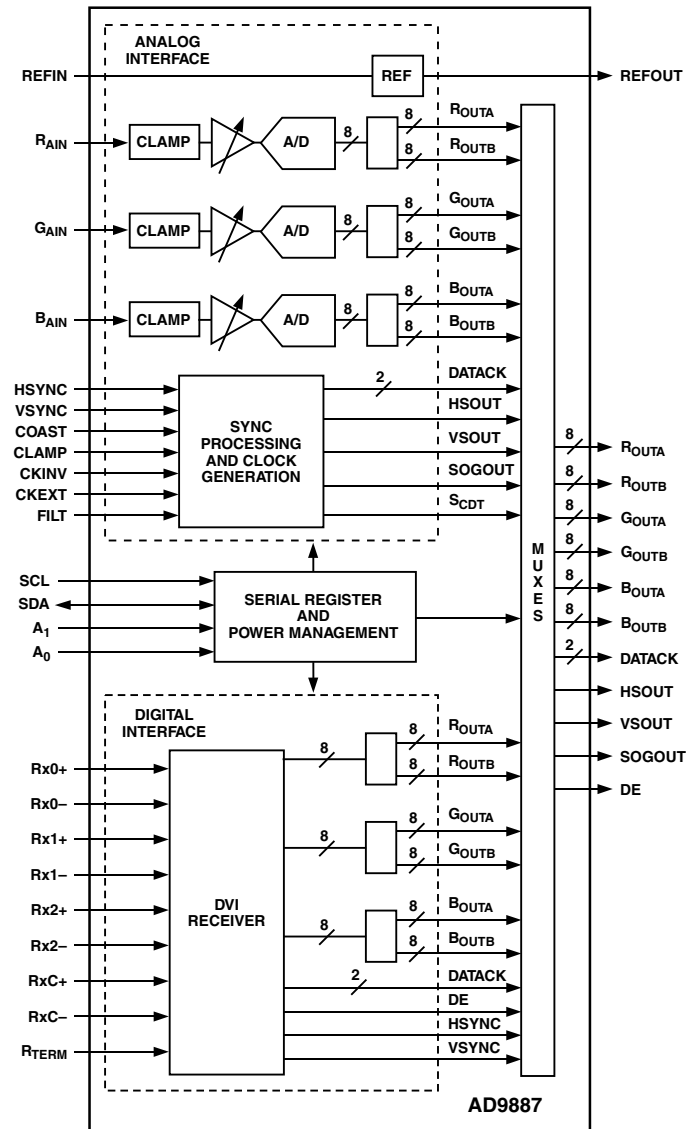 ANALOG
INTERFACE
REFIN
REF
REFOUT
RAIN
CLAMP
A/D
8
8
ROUTA
8
ROUTB
GAIN
CLAMP
A/D
8
8
GOUTA
8
GOUTB
BAIN
CLAMP
A/D
8
8
BOUTA
8
BOUTB
HSYNC
VSYNC
COAST
CLAMP
CKINV
CKEXT
FILT
SYNC
PROCESSING
AND CLOCK
GENERATION
2
DATACK
HSOUT
VSOUT
SOGOUT
SCDT
SCL
SDA
A1
A0
SERIAL REGISTER
AND
POWER MANAGEMENT
MUXES
8
ROUTA
8
ROUTB
8
GOUTA
8
GOUTB
8
BOUTA
8
BOUTB
2
DATACK
HSOUT
VSOUT
SOGOUT
DE
DIGITAL
INTERFACE
Rx0+
Rx0–
Rx1+
Rx1–
Rx2+
Rx2–
RxC+
RxC–
RTERM
DVI
RECEIVER
8
8
ROUTA
8
ROUTB
8
8
GOUTA
8
GOUTB
8
8
BOUTA
8
BOUTB
2
DATACK
DE
HSYNC
VSYNC
AD9887